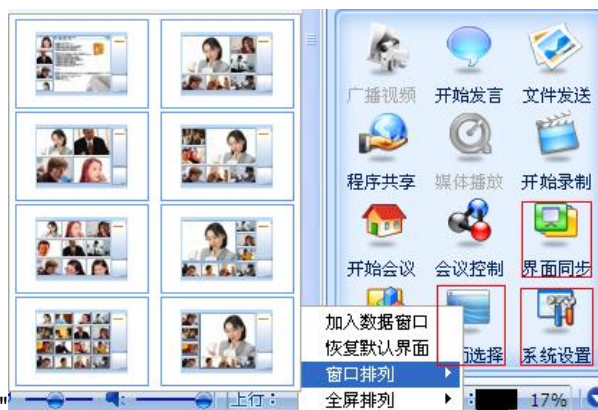 广播视频 开始发言 文件发送
程序共享 媒体播放 开始录制
开始会议 会议控制 界面同步
加入数据窗口
恢复默认界面
选择 系统设置
窗口排列
全屏排列
上行: : 17%